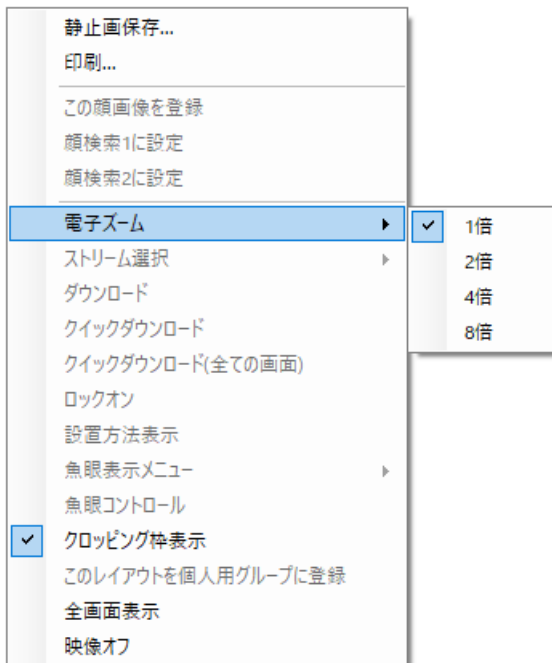 静止画保存...
印刷...
この顔画像を登録
顔検索1に設定
顔検索2に設定
電子ズーム
1倍
2倍
4倍
8倍
ストリーム選択
ダウンロード
クイックダウンロード
クイックダウンロード(全ての画面)
ロックオン
設置方法表示
魚眼表示メニュー
魚眼コントロール
クロッピング枠表示
このレイアウトを個人用グループに登録
全画面表示
映像オフ